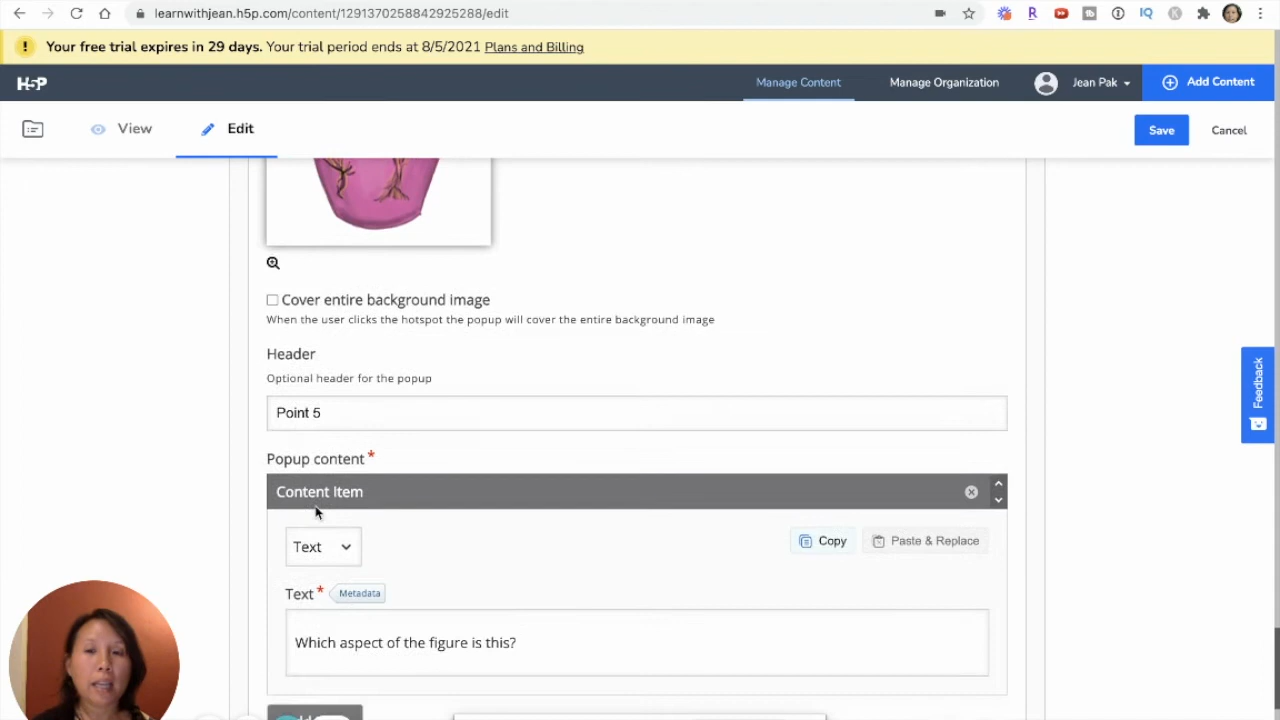 learnwithjean.h5p.com/content/1291370258842925288/edit
Your free trial expires in 29 days. Your trial period ends at 8/5/2021 Plans and Billing
H5P
Manage Content
Manage Organization
Jean Pak
Add Content
View
Edit
Save
Cancel
Cover entire background image
When the user clicks the hotspot the popup will cover the entire background image
Header
Optional header for the popup
Point 5
Popup content *
Content Item
Text
Copy
Paste & Replace
Text * Metadata
Which aspect of the figure is this?
Feedback